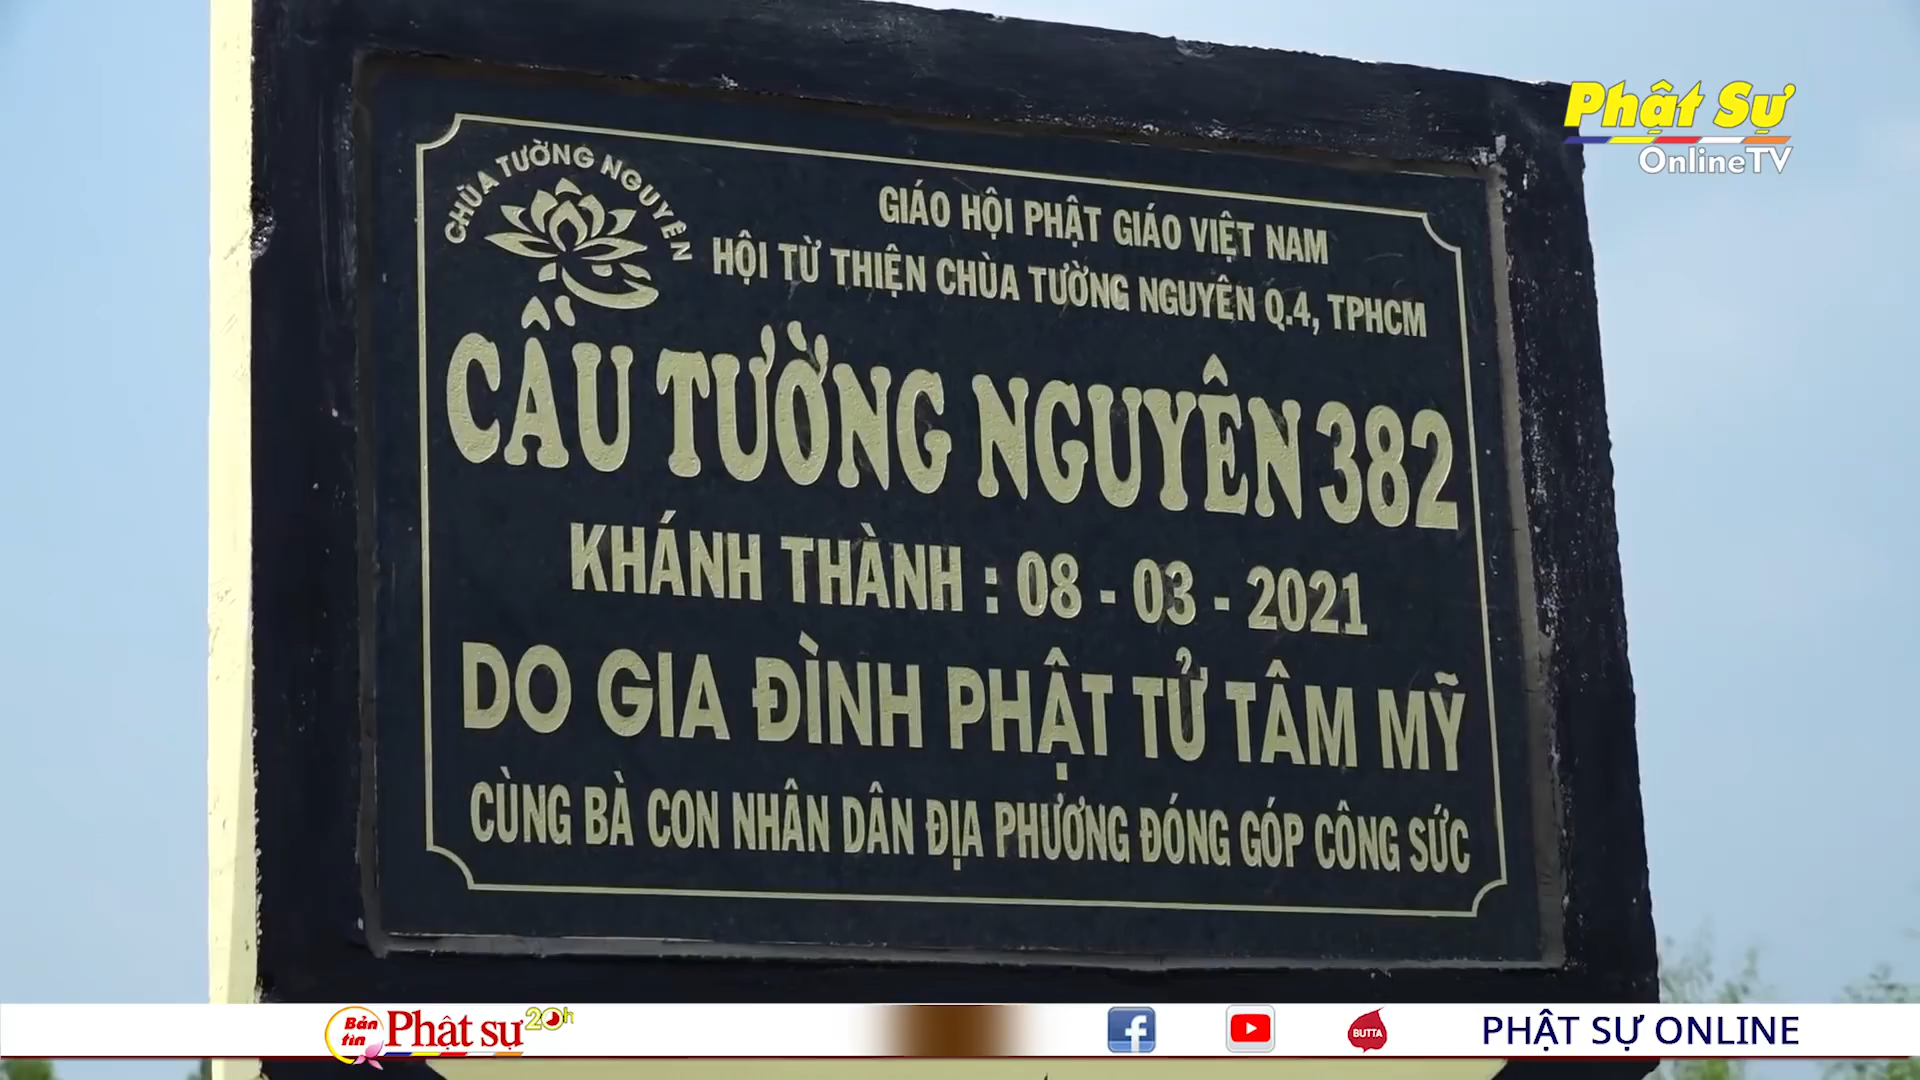 Phật Sự
OnlineTV
CHÙA TƯỜNG NGUYÊN
GIÁO HỘI PHẬT GIÁO VIỆT NAM
HỘI TỪ THIỆN CHÙA TƯỜNG NGUYÊN Q.4, TPHCM
CẦU TƯỜNG NGUYÊN 382
KHÁNH THÀNH : 08 - 03 - 2021
DO GIA ĐÌNH PHẬT TỬ TÂM MỸ
CÙNG BÀ CON NHÂN DÂN ĐỊA PHƯƠNG ĐÓNG GÓP CÔNG SỨC
Bản tin Phật sự 20h
BUTTA
PHẬT SỰ ONLINE